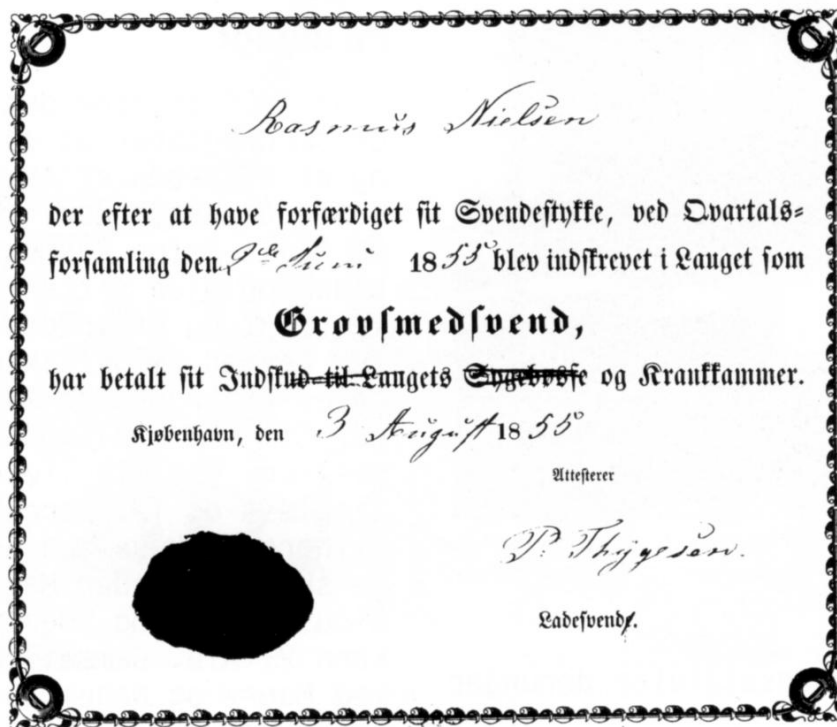 Rasmus Nielsen
der efter at have forfærdiget sit Svendestykke, ved Qvartals=
forsamling den 2de Juni 1855 blev indskrevet i Lauget som
Grovsmedsvend,
har betalt sit Indskud til Laugets Sygebøsse og Krankkammer.
Kjøbenhavn, den 3 August 1855
Attesterer
P. Thygesen.
Ladesvend.